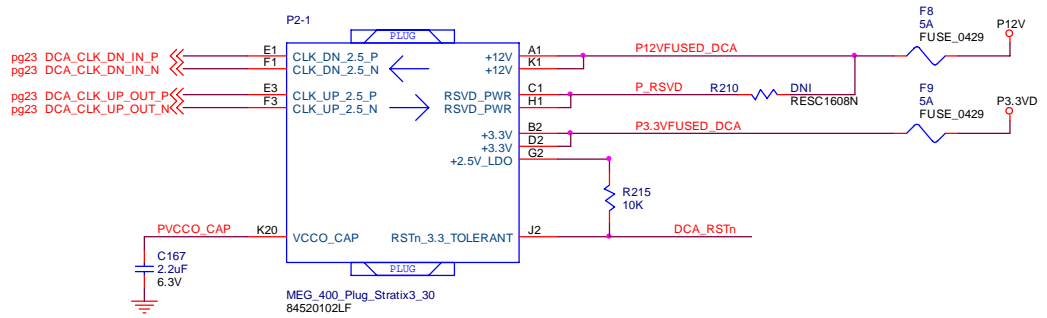 P2-1
PLUG
F8
5A
FUSE_0429
P12V
pg23 DCA_CLK_DN_IN_P
E1
CLK_DN_2.5_P
+12V
A1
P12VFUSED_DCA
pg23 DCA_CLK_DN_IN_N
F1
CLK_DN_2.5_N
+12V
K1
pg23 DCA_CLK_UP_OUT_P
E3
CLK_UP_2.5_P
RSVD_PWR
C1
P_RSVD
R210
DNI
RESC1608N
pg23 DCA_CLK_UP_OUT_N
F3
CLK_UP_2.5_N
RSVD_PWR
H1
F9
5A
FUSE_0429
P3.3VD
+3.3V
B2
P3.3VFUSED_DCA
+3.3V
D2
+2.5V_LDO
G2
R215
10K
PVCCO_CAP
K20
VCCO_CAP
RSTn_3.3_TOLERANT
J2
DCA_RSTn
C167
2.2uF
6.3V
PLUG
MEG_400_Plug_Stratix3_30
84520102LF